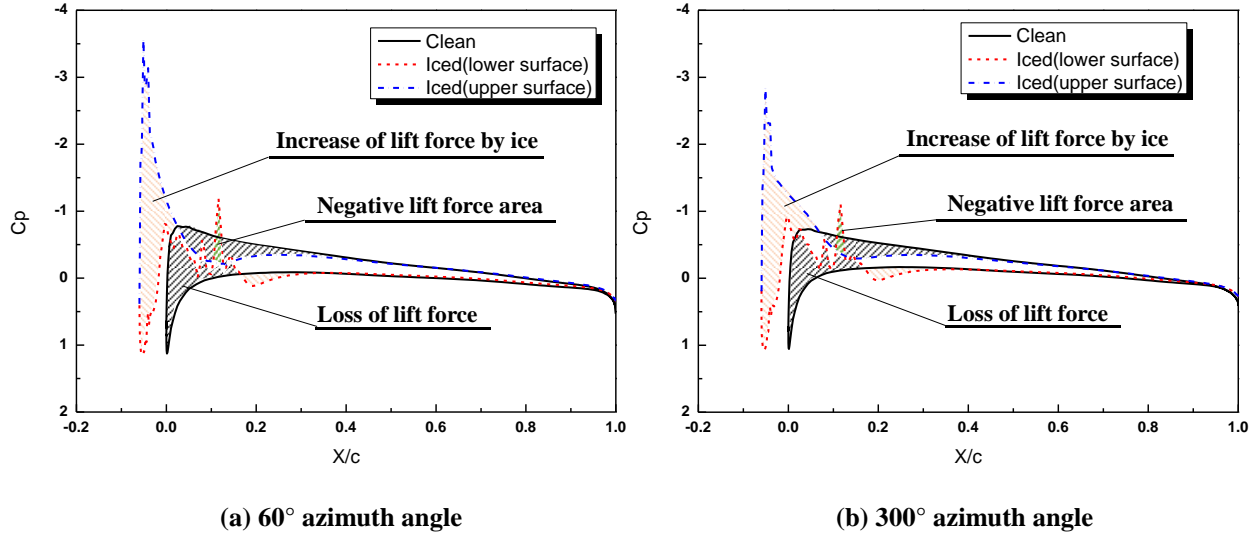 -4
-3
-2
-1
0
1
2
Cp
-0.2
0.0
0.2
0.4
0.6
0.8
1.0
X/c
Clean
Iced(lower surface)
Iced(upper surface)
Increase of lift force by ice
Negative lift force area
Loss of lift force
(a) 60° azimuth angle
-4
-3
-2
-1
0
1
2
Cp
-0.2
0.0
0.2
0.4
0.6
0.8
1.0
X/c
Clean
Iced(lower surface)
Iced(upper surface)
Increase of lift force by ice
Negative lift force area
Loss of lift force
(b) 300° azimuth angle